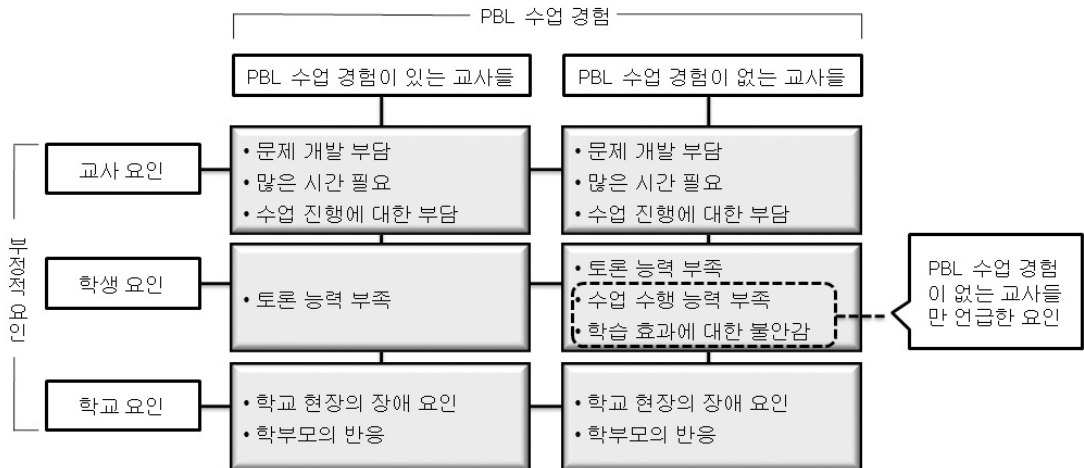 PBL 수업 경험
PBL 수업 경험이 있는 교사들
PBL 수업 경험이 없는 교사들
부정적 요인
교사 요인
• 문제 개발 부담
• 많은 시간 필요
• 수업 진행에 대한 부담
• 문제 개발 부담
• 많은 시간 필요
• 수업 진행에 대한 부담
학생 요인
• 토론 능력 부족
• 토론 능력 부족
• 수업 수행 능력 부족
• 학습 효과에 대한 불안감
PBL 수업 경험
이 없는 교사들
만 언급한 요인
학교 요인
• 학교 현장의 장애 요인
• 학부모의 반응
• 학교 현장의 장애 요인
• 학부모의 반응